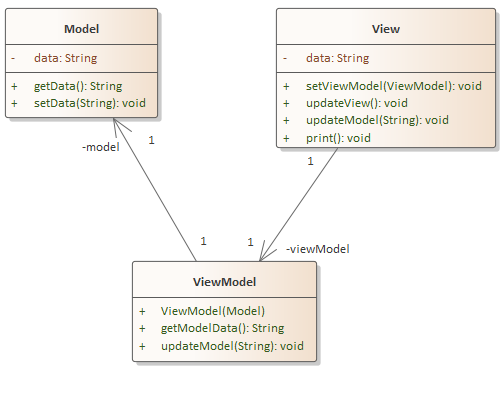 Model
- data: String
+ getData(): String
+ setData(String): void
View
- data: String
+ setViewModel(ViewModel): void
+ updateView(): void
+ updateModel(String): void
+ print(): void
-model
1
1
1
1
-viewModel
ViewModel
+ ViewModel(Model)
+ getModelData(): String
+ updateModel(String): void